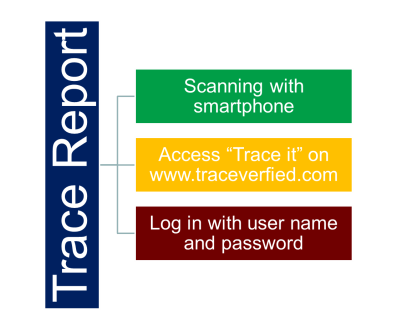 Trace Report
Scanning with
smartphone
Access “Trace it” on
www.traceverfied.com
Log in with user name
and password